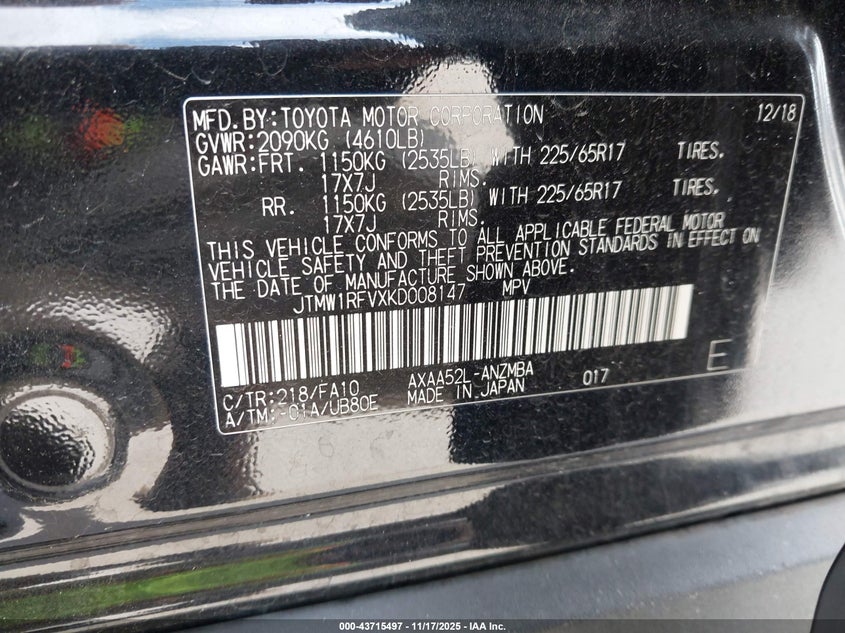 MFD.BY:TOYOTA MOTOR CORPORATION 12/18
GVWR:2090KG (4610LB)
GAWR:FRT. 1150KG (2535LB) WITH 225/65R17 TIRES.
17X7J RIMS.
RR. 1150KG (2535LB) WITH 225/65R17 TIRES.
17X7J RIMS.
THIS VEHICLE CONFORMS TO ALL APPLICABLE FEDERAL MOTOR
VEHICLE SAFETY AND THEFT PREVENTION STANDARDS IN EFFECT ON
THE DATE OF MANUFACTURE SHOWN ABOVE.
JTMW1RFVXKD008147 MPV
C/TR:218/FA10 AXAA52L-ANZMBA 017 E
A/TM:-01A/UB80E MADE IN JAPAN
000-43715497 - 11/17/2025 - IAA Inc.